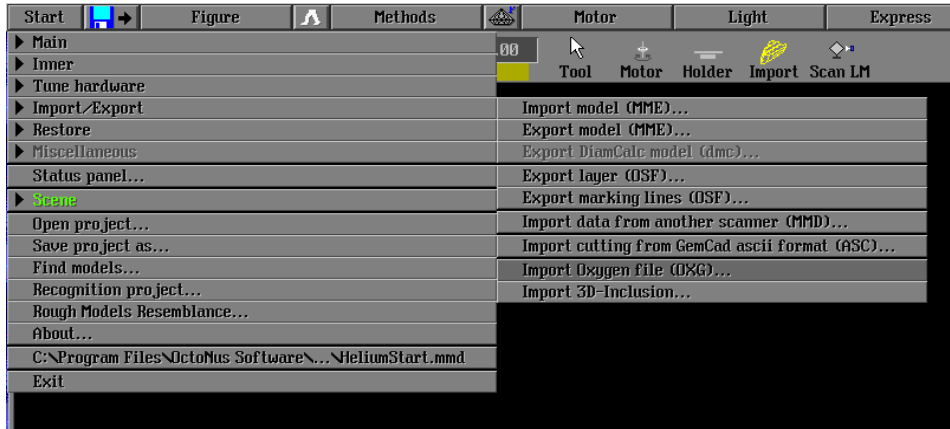 Start Figure Methods Motor Light Express
00
Tool Motor Holder Import Scan LM
Main
Inner
Tune hardware
Import/Export
Restore
Miscellaneous
Status panel...
Scene
Open project...
Save project as...
Find models...
Recognition project...
Rough Models Resemblance...
About...
C:\Program Files\OctoNus Software\...\HeliumStart.mmd
Exit
Import model (MME)...
Export model (MME)...
Export DiamCalc model (dmc)...
Export layer (OSF)...
Export marking lines (OSF)...
Import data from another scanner (MMD)...
Import cutting from GemCad ascii format (ASC)...
Import Oxygen file (OXG)...
Import 3D-Inclusion...